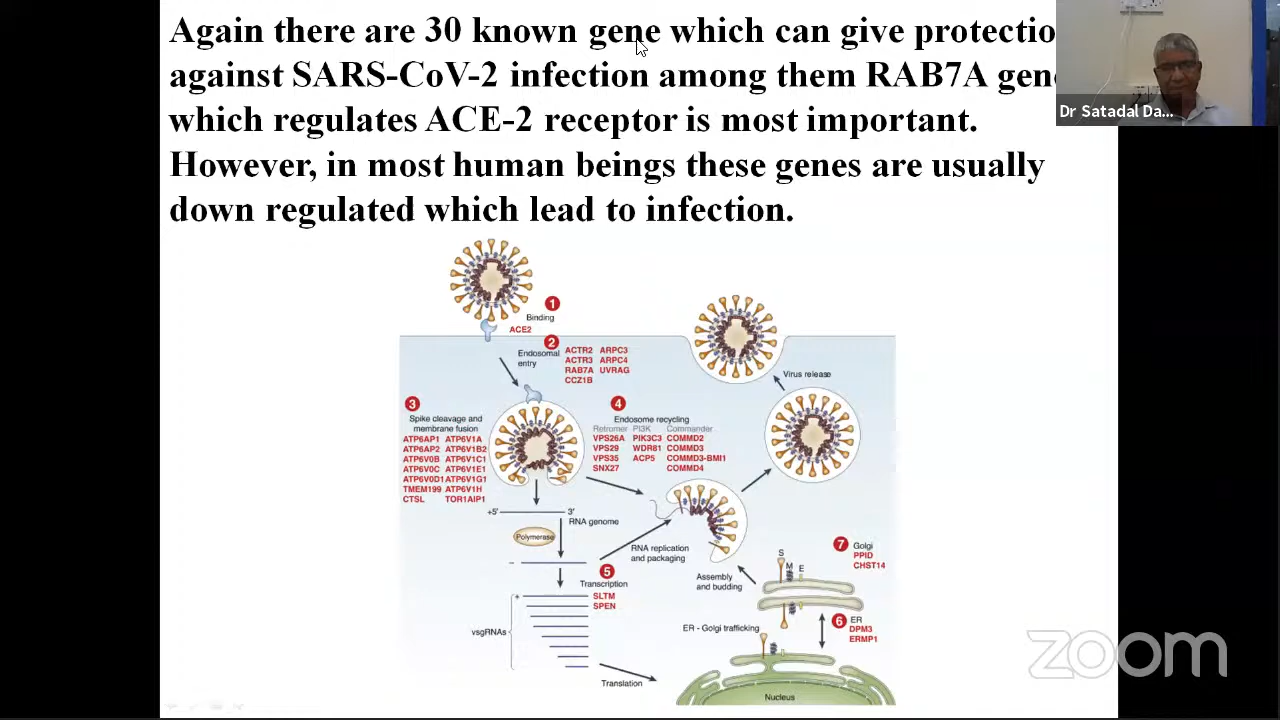 Again there are 30 known gene which can give protectio
against SARS-CoV-2 infection among them RAB7A gen
which regulates ACE-2 receptor is most important.
However, in most human beings these genes are usually
down regulated which lead to infection.
Dr Satadal Da...
1
Binding
ACE2
2
Endosomal
entry
ACTR2 ARPC3
ACTR3 ARPC4
RAB7A UVRAG
CCZ1B
Virus release
3
Spike cleavage and
membrane fusion
ATP6AP1 ATP6V1A
ATP6AP2 ATP6V1B2
ATP6V0B ATP6V1C1
ATP6V0C ATP6V1E1
ATP6V0D1 ATP6V1G1
TMEM199 ATP6V1H
CTSL TOR1AIP1
4
Endosome recycling
Retromer PI3K Commander
VPS26A PIK3C3 COMMD2
VPS29 WDR81 COMMD3
VPS35 ACP5 COMMD3-BMI1
SNX27 COMMD4
+5' 3'
RNA genome
Polymerase
-
RNA replication
and packaging
5
Transcription
SLTM
SPEN
+
vsgRNAs
Translation
Assembly
and budding
S
M
E
7
Golgi
PPID
CHST14
ER - Golgi trafficking
6
ER
DPM3
ERMP1
Nucleus
zoom